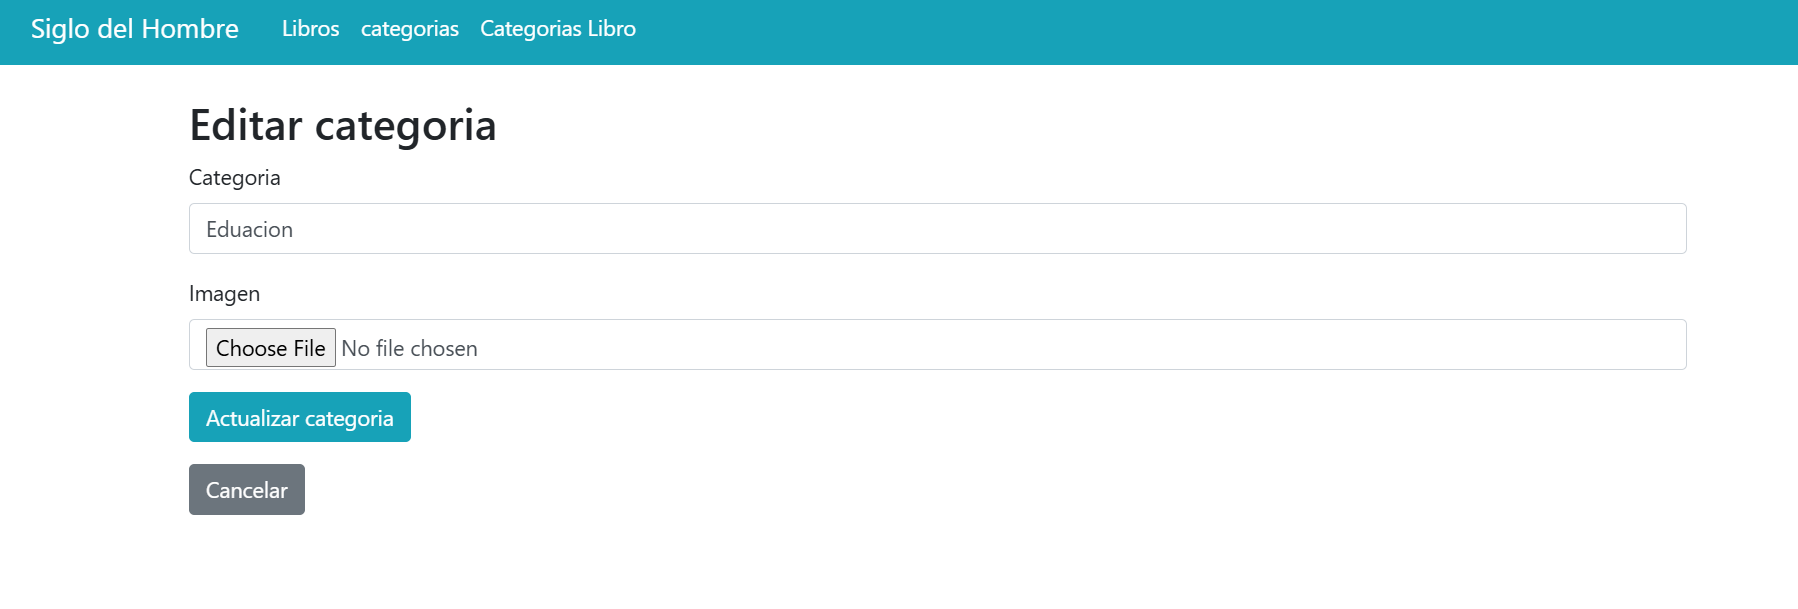 Siglo del Hombre Libros categorias Categorias Libro
Editar categoria
Categoria
Eduacion
Imagen
Choose File No file chosen
Actualizar categoria
Cancelar